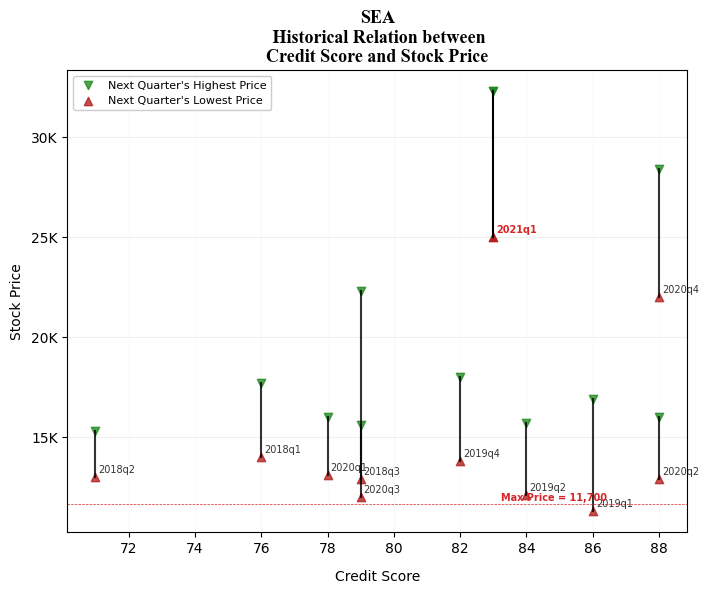 SEA
Historical Relation between
Credit Score and Stock Price
Next Quarter's Highest Price
Next Quarter's Lowest Price
30K
25K
20K
15K
Stock Price
2021q1
2020q4
2018q1
2019q4
2018q2
2020q1
2018q3
2020q2
2020q3
2019q2
Max Price = 11,700
2019q1
72
74
76
78
80
82
84
86
88
Credit Score